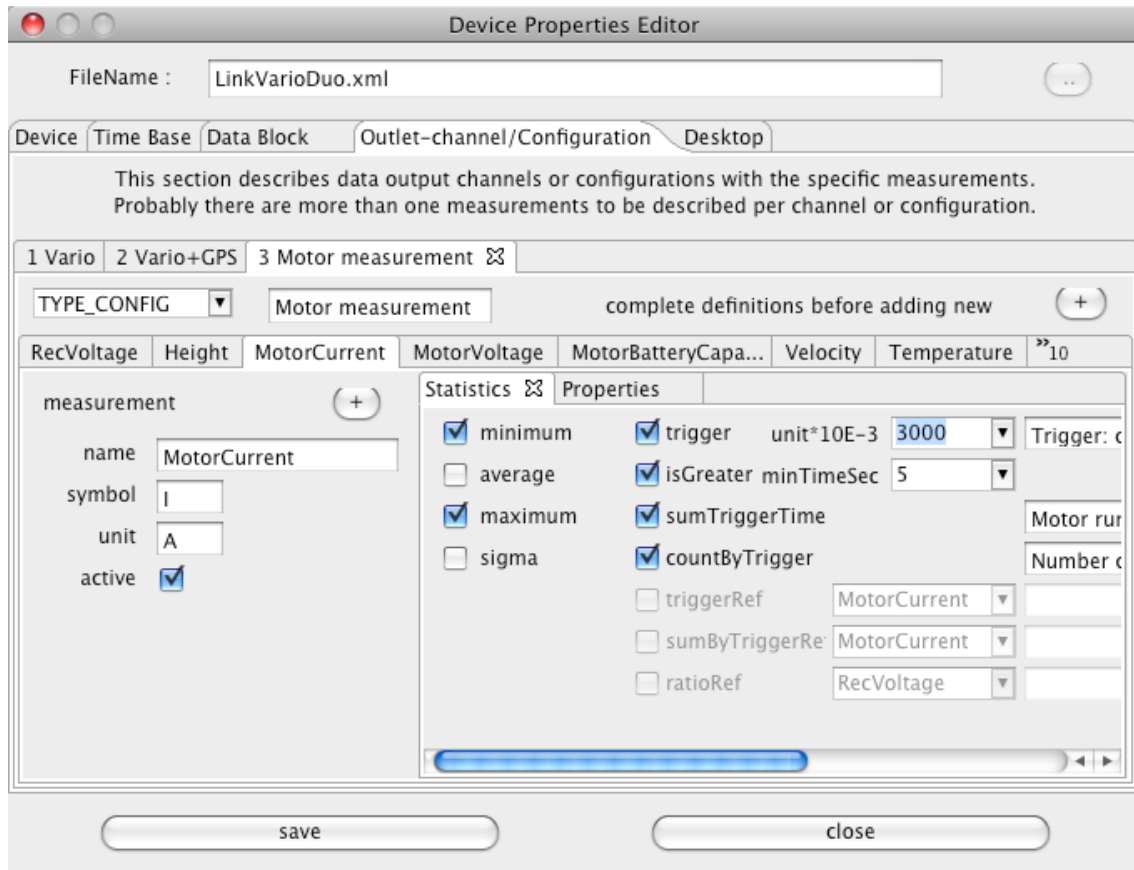 Device Properties Editor
FileName : LinkVarioDuo.xml ..
Device Time Base Data Block Outlet-channel/Configuration Desktop
This section describes data output channels or configurations with the specific measurements.
Probably there are more than one measurements to be described per channel or configuration.
1 Vario 2 Vario+GPS 3 Motor measurement
TYPE_CONFIG Motor measurement complete definitions before adding new +
RecVoltage Height MotorCurrent MotorVoltage MotorBatteryCapa... Velocity Temperature »10
measurement +
name MotorCurrent
symbol I
unit A
active
Statistics Properties
minimum trigger unit*10E-3 3000 Trigger:
average isGreater minTimeSec 5
maximum sumTriggerTime Motor
sigma countByTrigger Number
triggerRef MotorCurrent
sumByTriggerRe MotorCurrent
ratioRef RecVoltage
save close